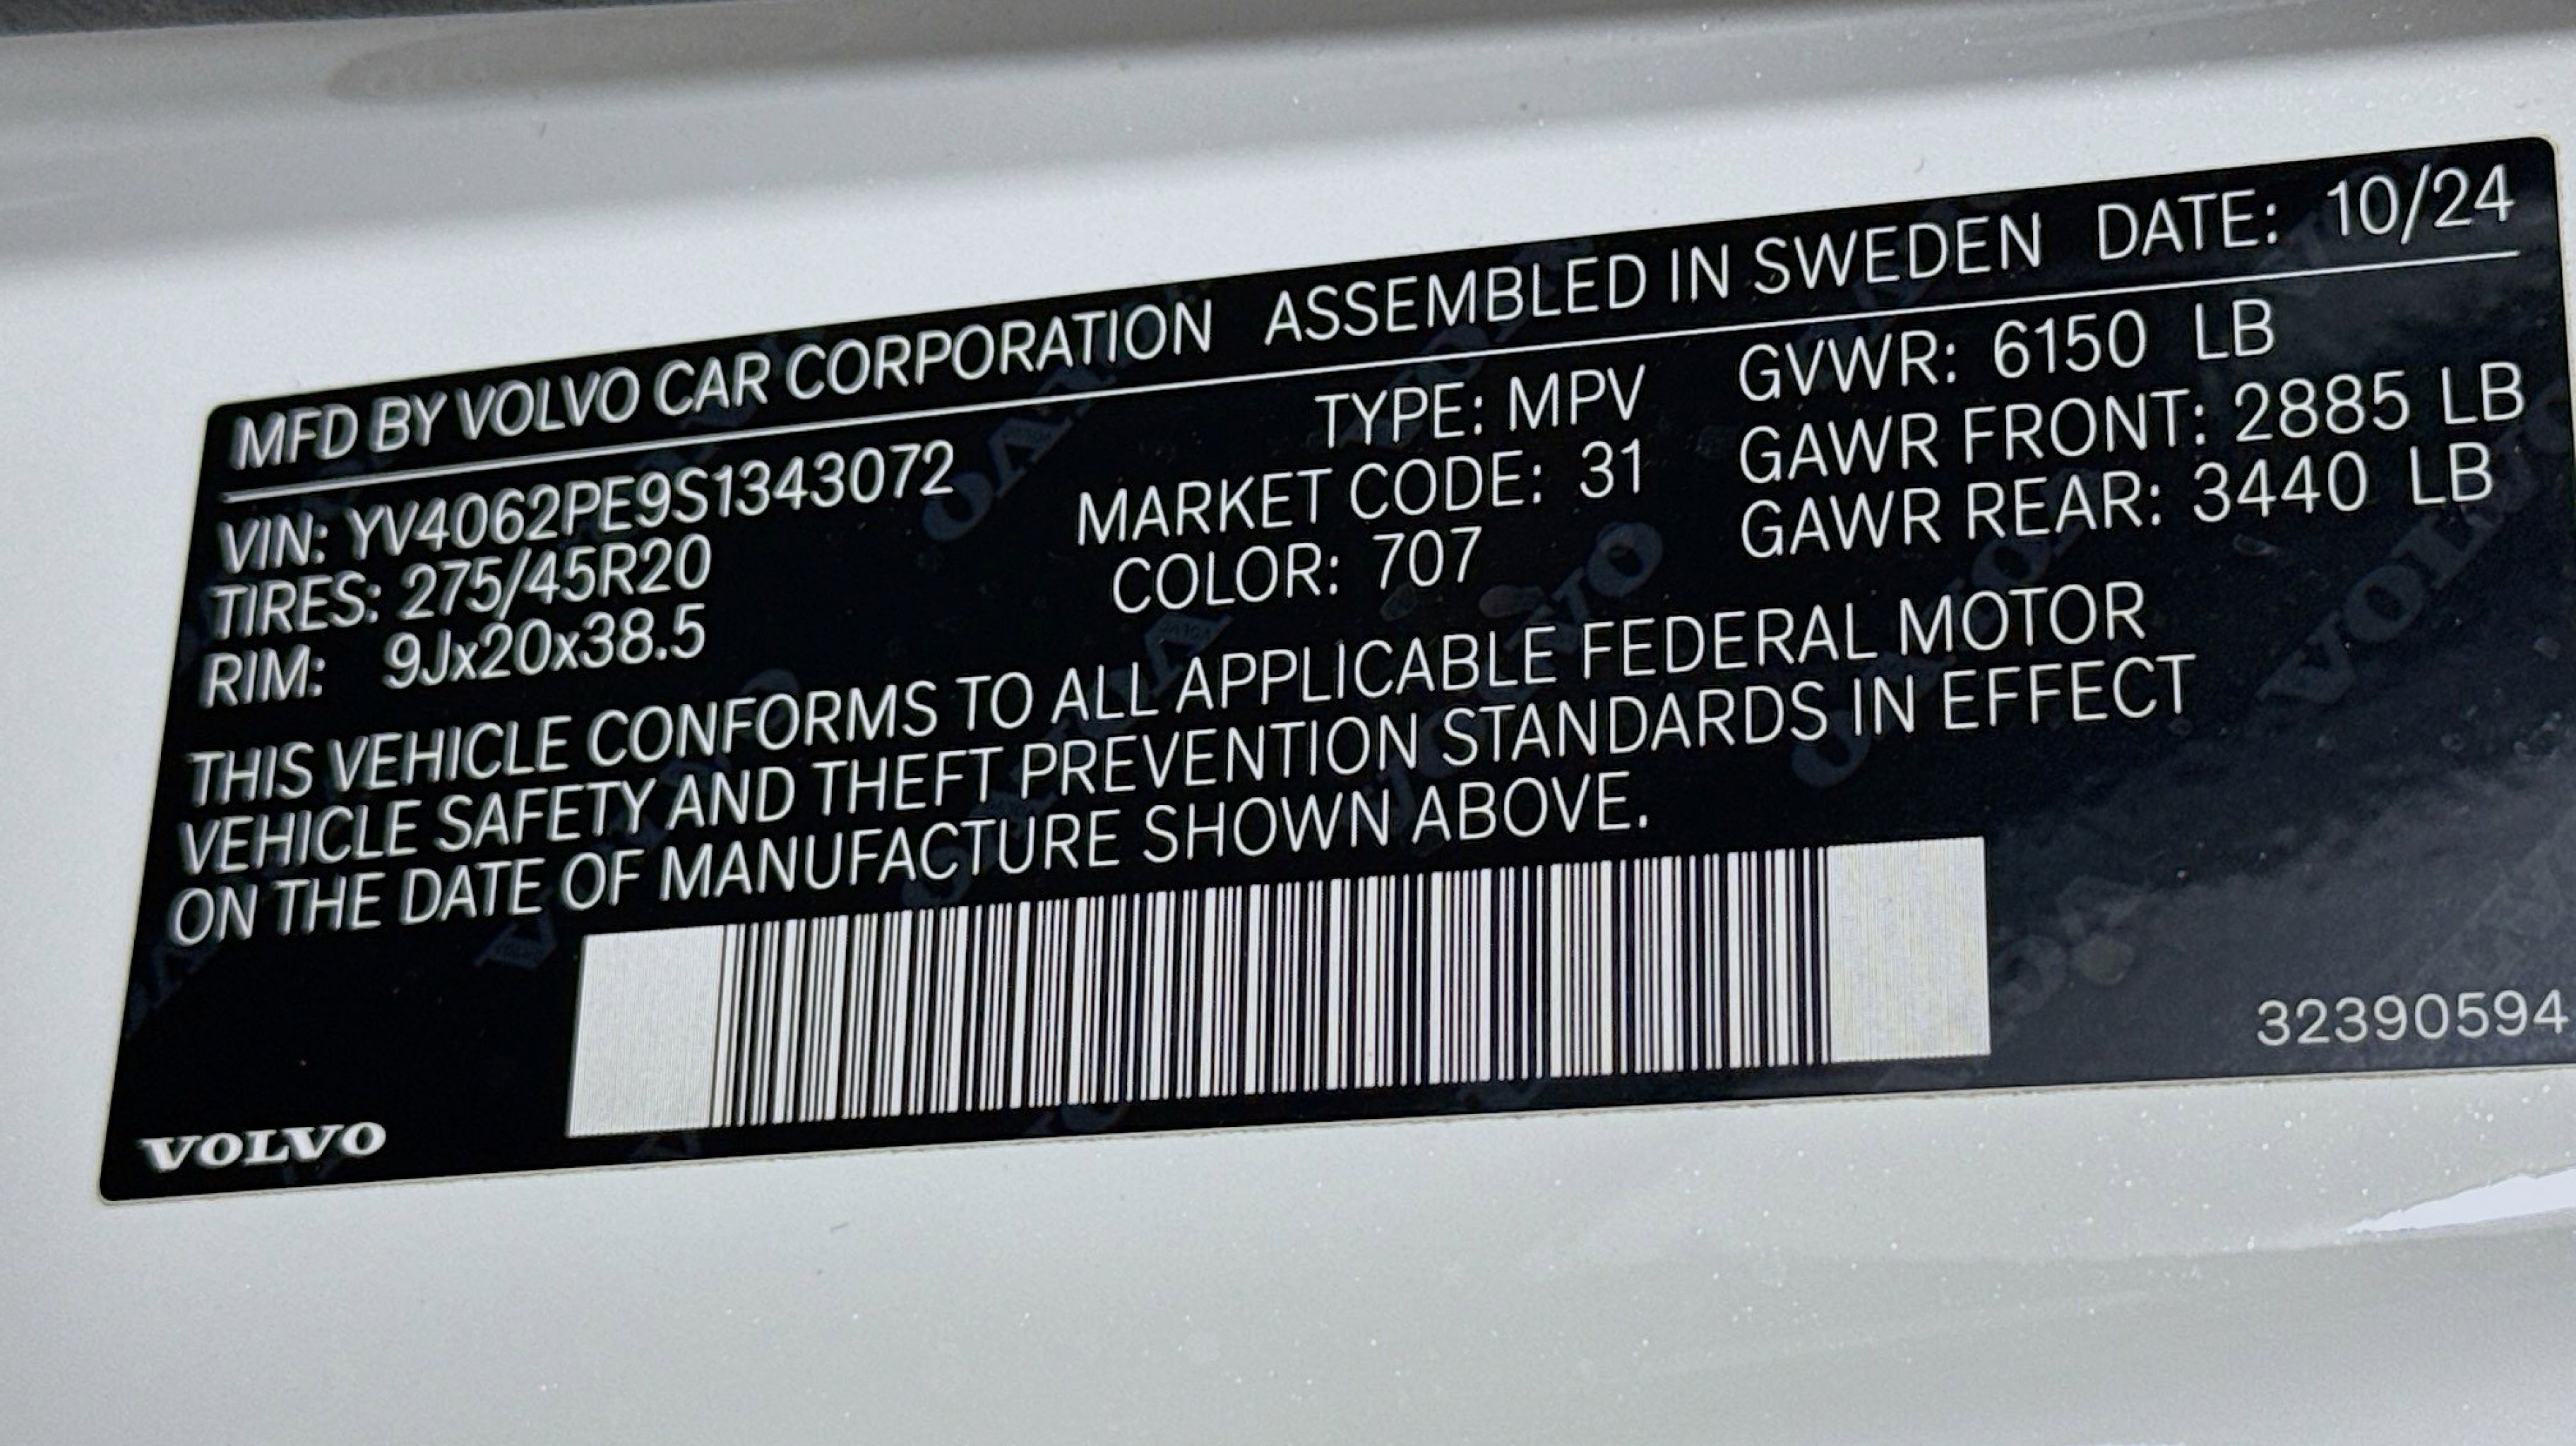 MFD BY VOLVO CAR CORPORATION ASSEMBLED IN SWEDEN DATE: 10/24
VIN: YV4062PE9S1343072 TYPE: MPV GVWR: 6150 LB
TIRES: 275/45R20 MARKET CODE: 31 GAWR FRONT: 2885 LB
RIM: 9Jx20x38.5 COLOR: 707 GAWR REAR: 3440 LB
THIS VEHICLE CONFORMS TO ALL APPLICABLE FEDERAL MOTOR
VEHICLE SAFETY AND THEFT PREVENTION STANDARDS IN EFFECT
ON THE DATE OF MANUFACTURE SHOWN ABOVE.
32390594
VOLVO